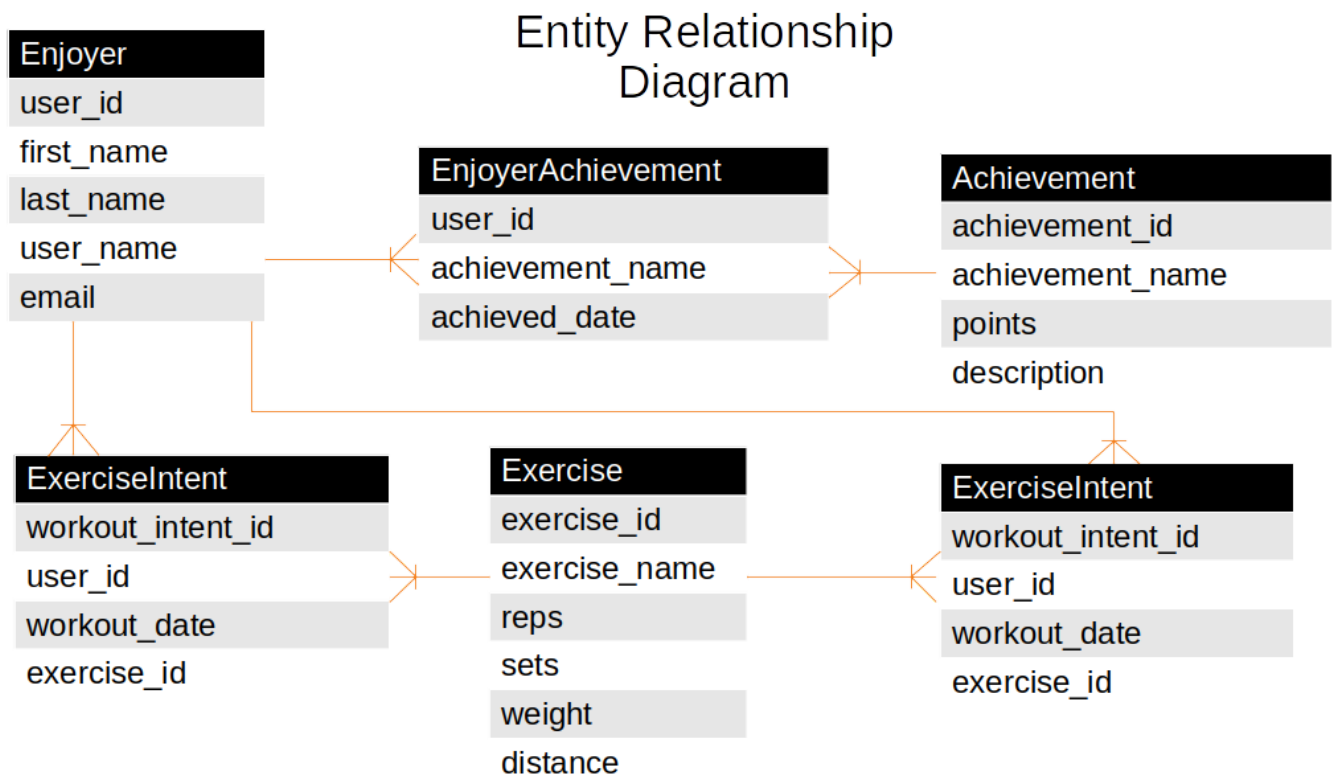 Entity Relationship
Diagram
Enjoyer
user_id
first_name
last_name
user_name
email
EnjoyerAchievement
user_id
achievement_name
achieved_date
Achievement
achievement_id
achievement_name
points
description
ExerciseIntent
workout_intent_id
user_id
workout_date
exercise_id
Exercise
exercise_id
exercise_name
reps
sets
weight
distance
ExerciseIntent
workout_intent_id
user_id
workout_date
exercise_id